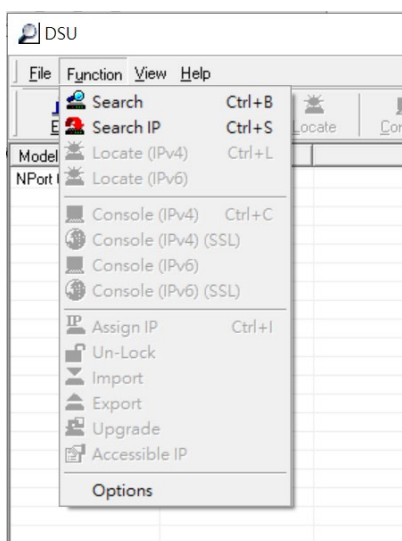 DSU
File Function View Help
Search Ctrl+B
Search IP Ctrl+S
Locate (IPv4) Ctrl+L
Locate (IPv6)
Console (IPv4) Ctrl+C
Console (IPv4) (SSL)
Console (IPv6)
Console (IPv6) (SSL)
Assign IP Ctrl+I
Un-Lock
Import
Export
Upgrade
Accessible IP
Options
Locate
Model
NPort